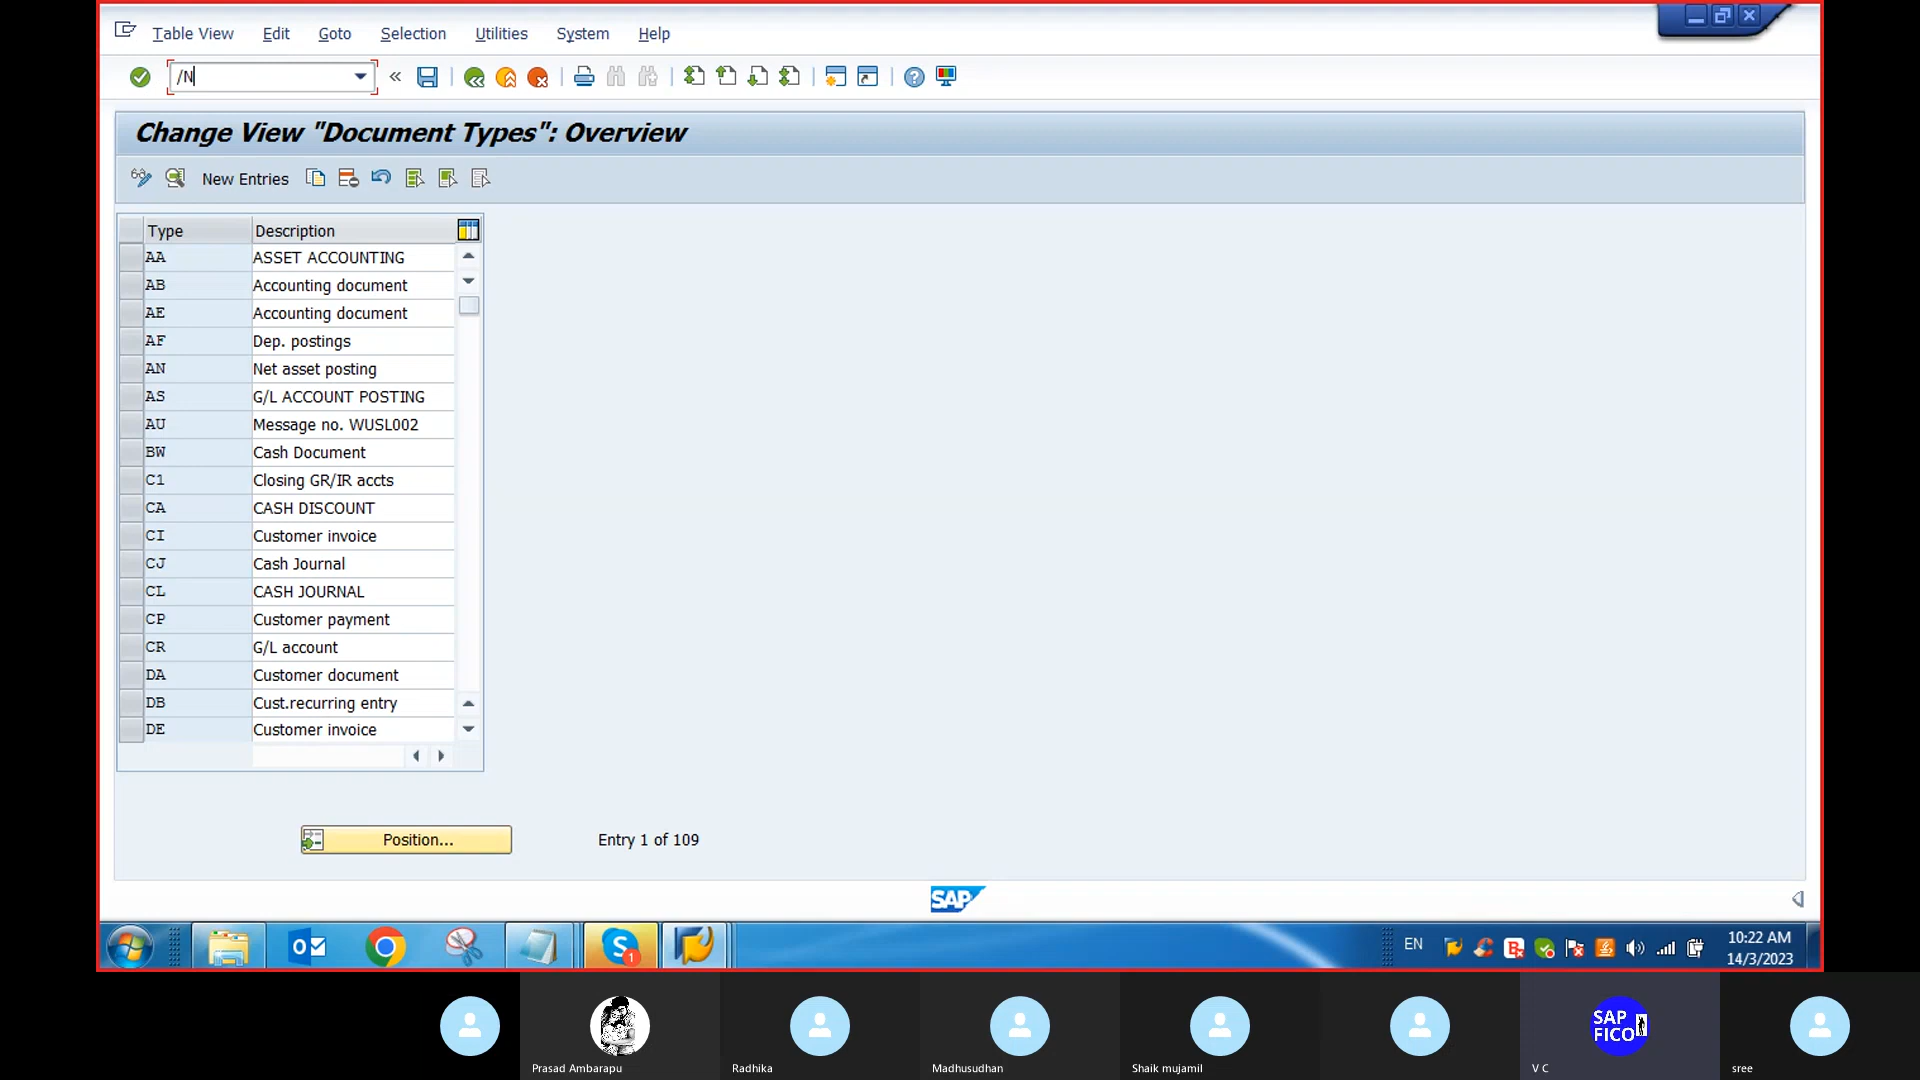 Table View Edit Goto Selection Utilities System Help
/N
Change View "Document Types": Overview
New Entries
Type Description
AA ASSET ACCOUNTING
AB Accounting document
AE Accounting document
AF Dep. postings
AN Net asset posting
AS G/L ACCOUNT POSTING
AU Message no. WUSL002
BW Cash Document
C1 Closing GR/IR accts
CA CASH DISCOUNT
CI Customer invoice
CJ Cash Journal
CL CASH JOURNAL
CP Customer payment
CR G/L account
DA Customer document
DB Cust.recurring entry
DE Customer invoice
Position... Entry 1 of 109
SAP
EN 10:22 AM
14/3/2023
SAP
FICO
Prasad Ambarapu Radhika Madhusudhan Shaik mujamil V C sree